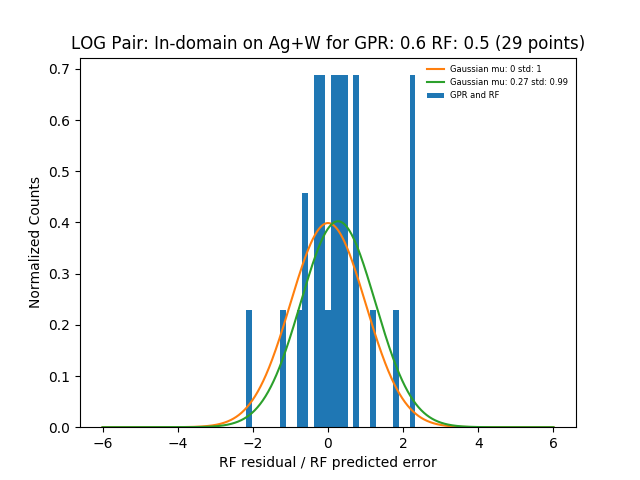 LOG Pair: In-domain on Ag+W for GPR: 0.6 RF: 0.5 (29 points)
Gaussian mu: 0 std: 1
Gaussian mu: 0.27 std: 0.99
GPR and RF
Normalized Counts
0.7
0.6
0.5
0.4
0.3
0.2
0.1
0.0
−6 −4 −2 0 2 4 6
RF residual / RF predicted error